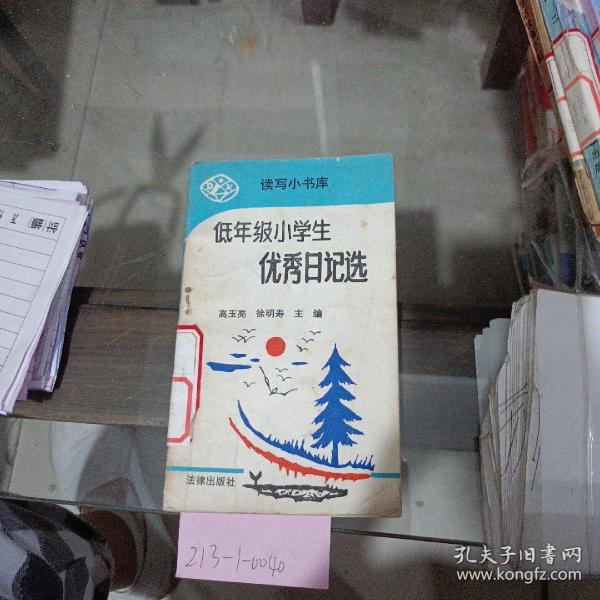 读写小书库
低年级小学生
优秀日记选
高玉亮 徐明寿 主编
法律出版社
213-1-0040
孔夫子旧书网
www.kongfz.com